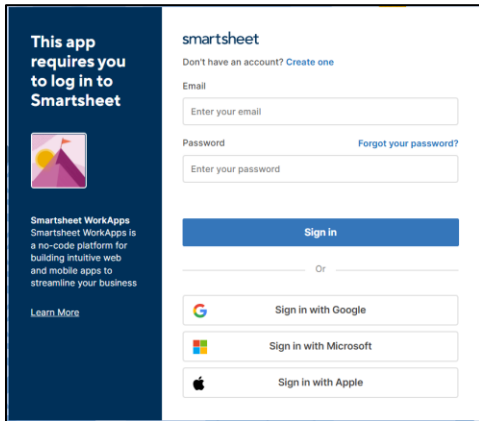 This app
requires you
to log in to
Smartsheet
Smartsheet WorkApps
Smartsheet WorkApps is
a no-code platform for
building intuitive web
and mobile apps to
streamline your business
Learn More
smartsheet
Don't have an account? Create one
Email
Enter your email
Password Forgot your password?
Enter your password
Sign in
Or
Sign in with Google
Sign in with Microsoft
Sign in with Apple